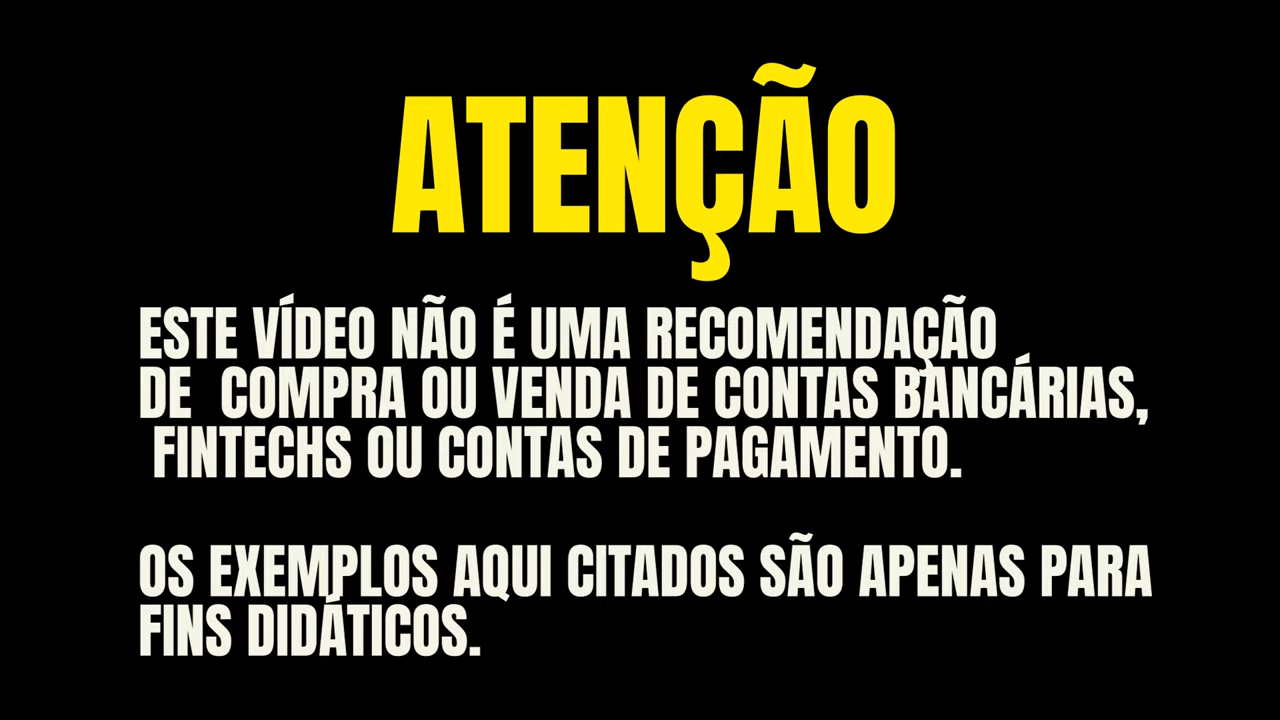 ATENÇÃO
ESTE VÍDEO NÃO É UMA RECOMENDAÇÃO
DE COMPRA OU VENDA DE CONTAS BANCÁRIAS,
FINTECHS OU CONTAS DE PAGAMENTO.
OS EXEMPLOS AQUI CITADOS SÃO APENAS PARA
FINS DIDÁTICOS.